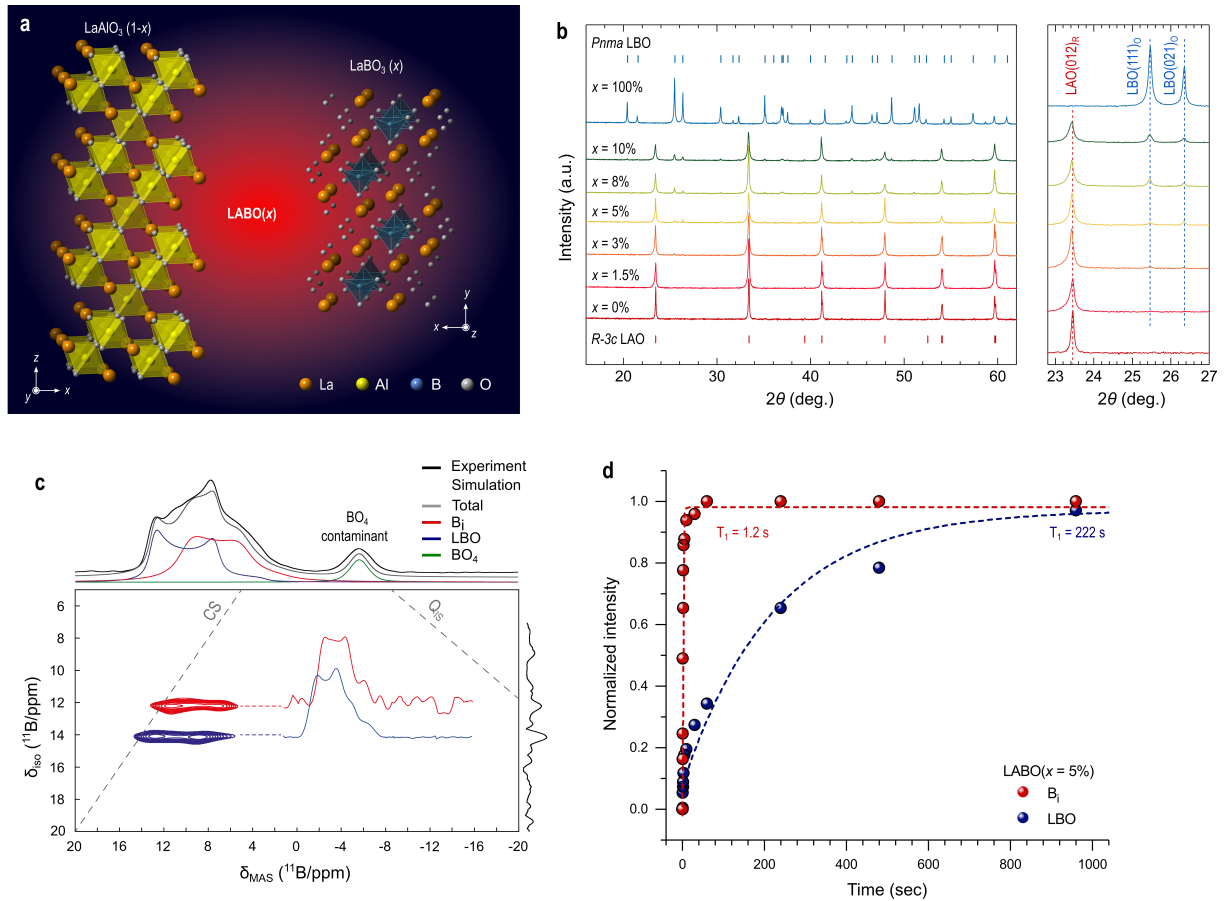 a
LaAlO₃ (1-x)
LaBO₃ (x)
LABO(x)
z
x
y
y
x
z
La
Al
B
O
b
Pnma LBO
x = 100%
x = 10%
x = 8%
x = 5%
x = 3%
x = 1.5%
x = 0%
R-3c LAO
Intensity (a.u.)
20 30 40 50 60
2θ (deg.)
LAO(012)R
LBO(111)O
LBO(021)O
23 24 25 26 27
2θ (deg.)
c
Experiment
Simulation
Total
Bi
LBO
BO₄
BO₄
contaminant
CS
QIS
6
8
10
12
14
16
18
20
δiso (¹¹B/ppm)
20 16 12 8 4 0 -4 -8 -12 -16 -20
δMAS (¹¹B/ppm)
d
1.0
0.8
0.6
0.4
0.2
0.0
Normalized intensity
T₁ = 1.2 s
T₁ = 222 s
LABO(x = 5%)
Bi
LBO
0 200 400 600 800 1000
Time (sec)